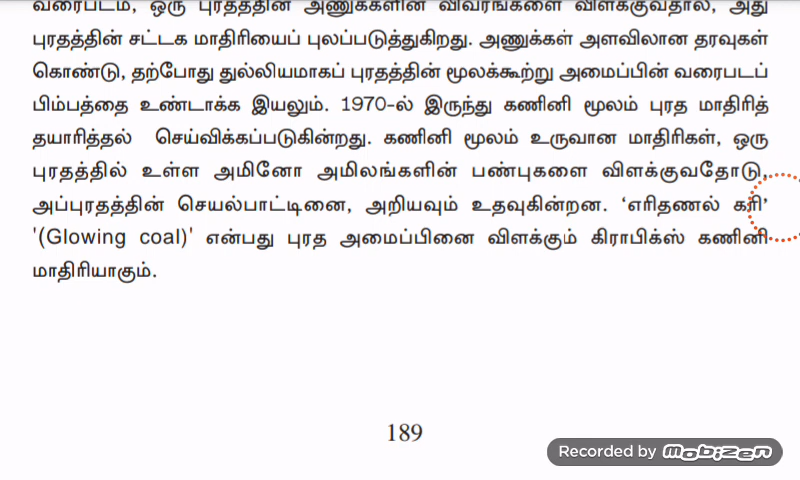 வரைபடம், ஒரு புரதத்தின் அணுக்களின் விவரங்களை விளக்குவதால், அது
புரதத்தின் சட்டக மாதிரியைப் புலப்படுத்துகிறது. அணுக்கள் அளவிலான தரவுகள்
கொண்டு, தற்போது துல்லியமாகப் புரதத்தின் மூலக்கூற்று அமைப்பின் வரைபடப்
பிம்பத்தை உண்டாக்க இயலும். 1970-ல் இருந்து கணினி மூலம் புரத மாதிரித்
தயாரித்தல் செய்விக்கப்படுகின்றது. கணினி மூலம் உருவான மாதிரிகள், ஒரு
புரதத்தில் உள்ள அமினோ அமிலங்களின் பண்புகளை விளக்குவதோடு,
அப்புரதத்தின் செயல்பாட்டினை, அறியவும் உதவுகின்றன. ‘எரிதணல் கரி’
'(Glowing coal)' என்பது புரத அமைப்பினை விளக்கும் கிராபிக்ஸ் கணினி
மாதிரியாகும்.
189
Recorded by mobizen